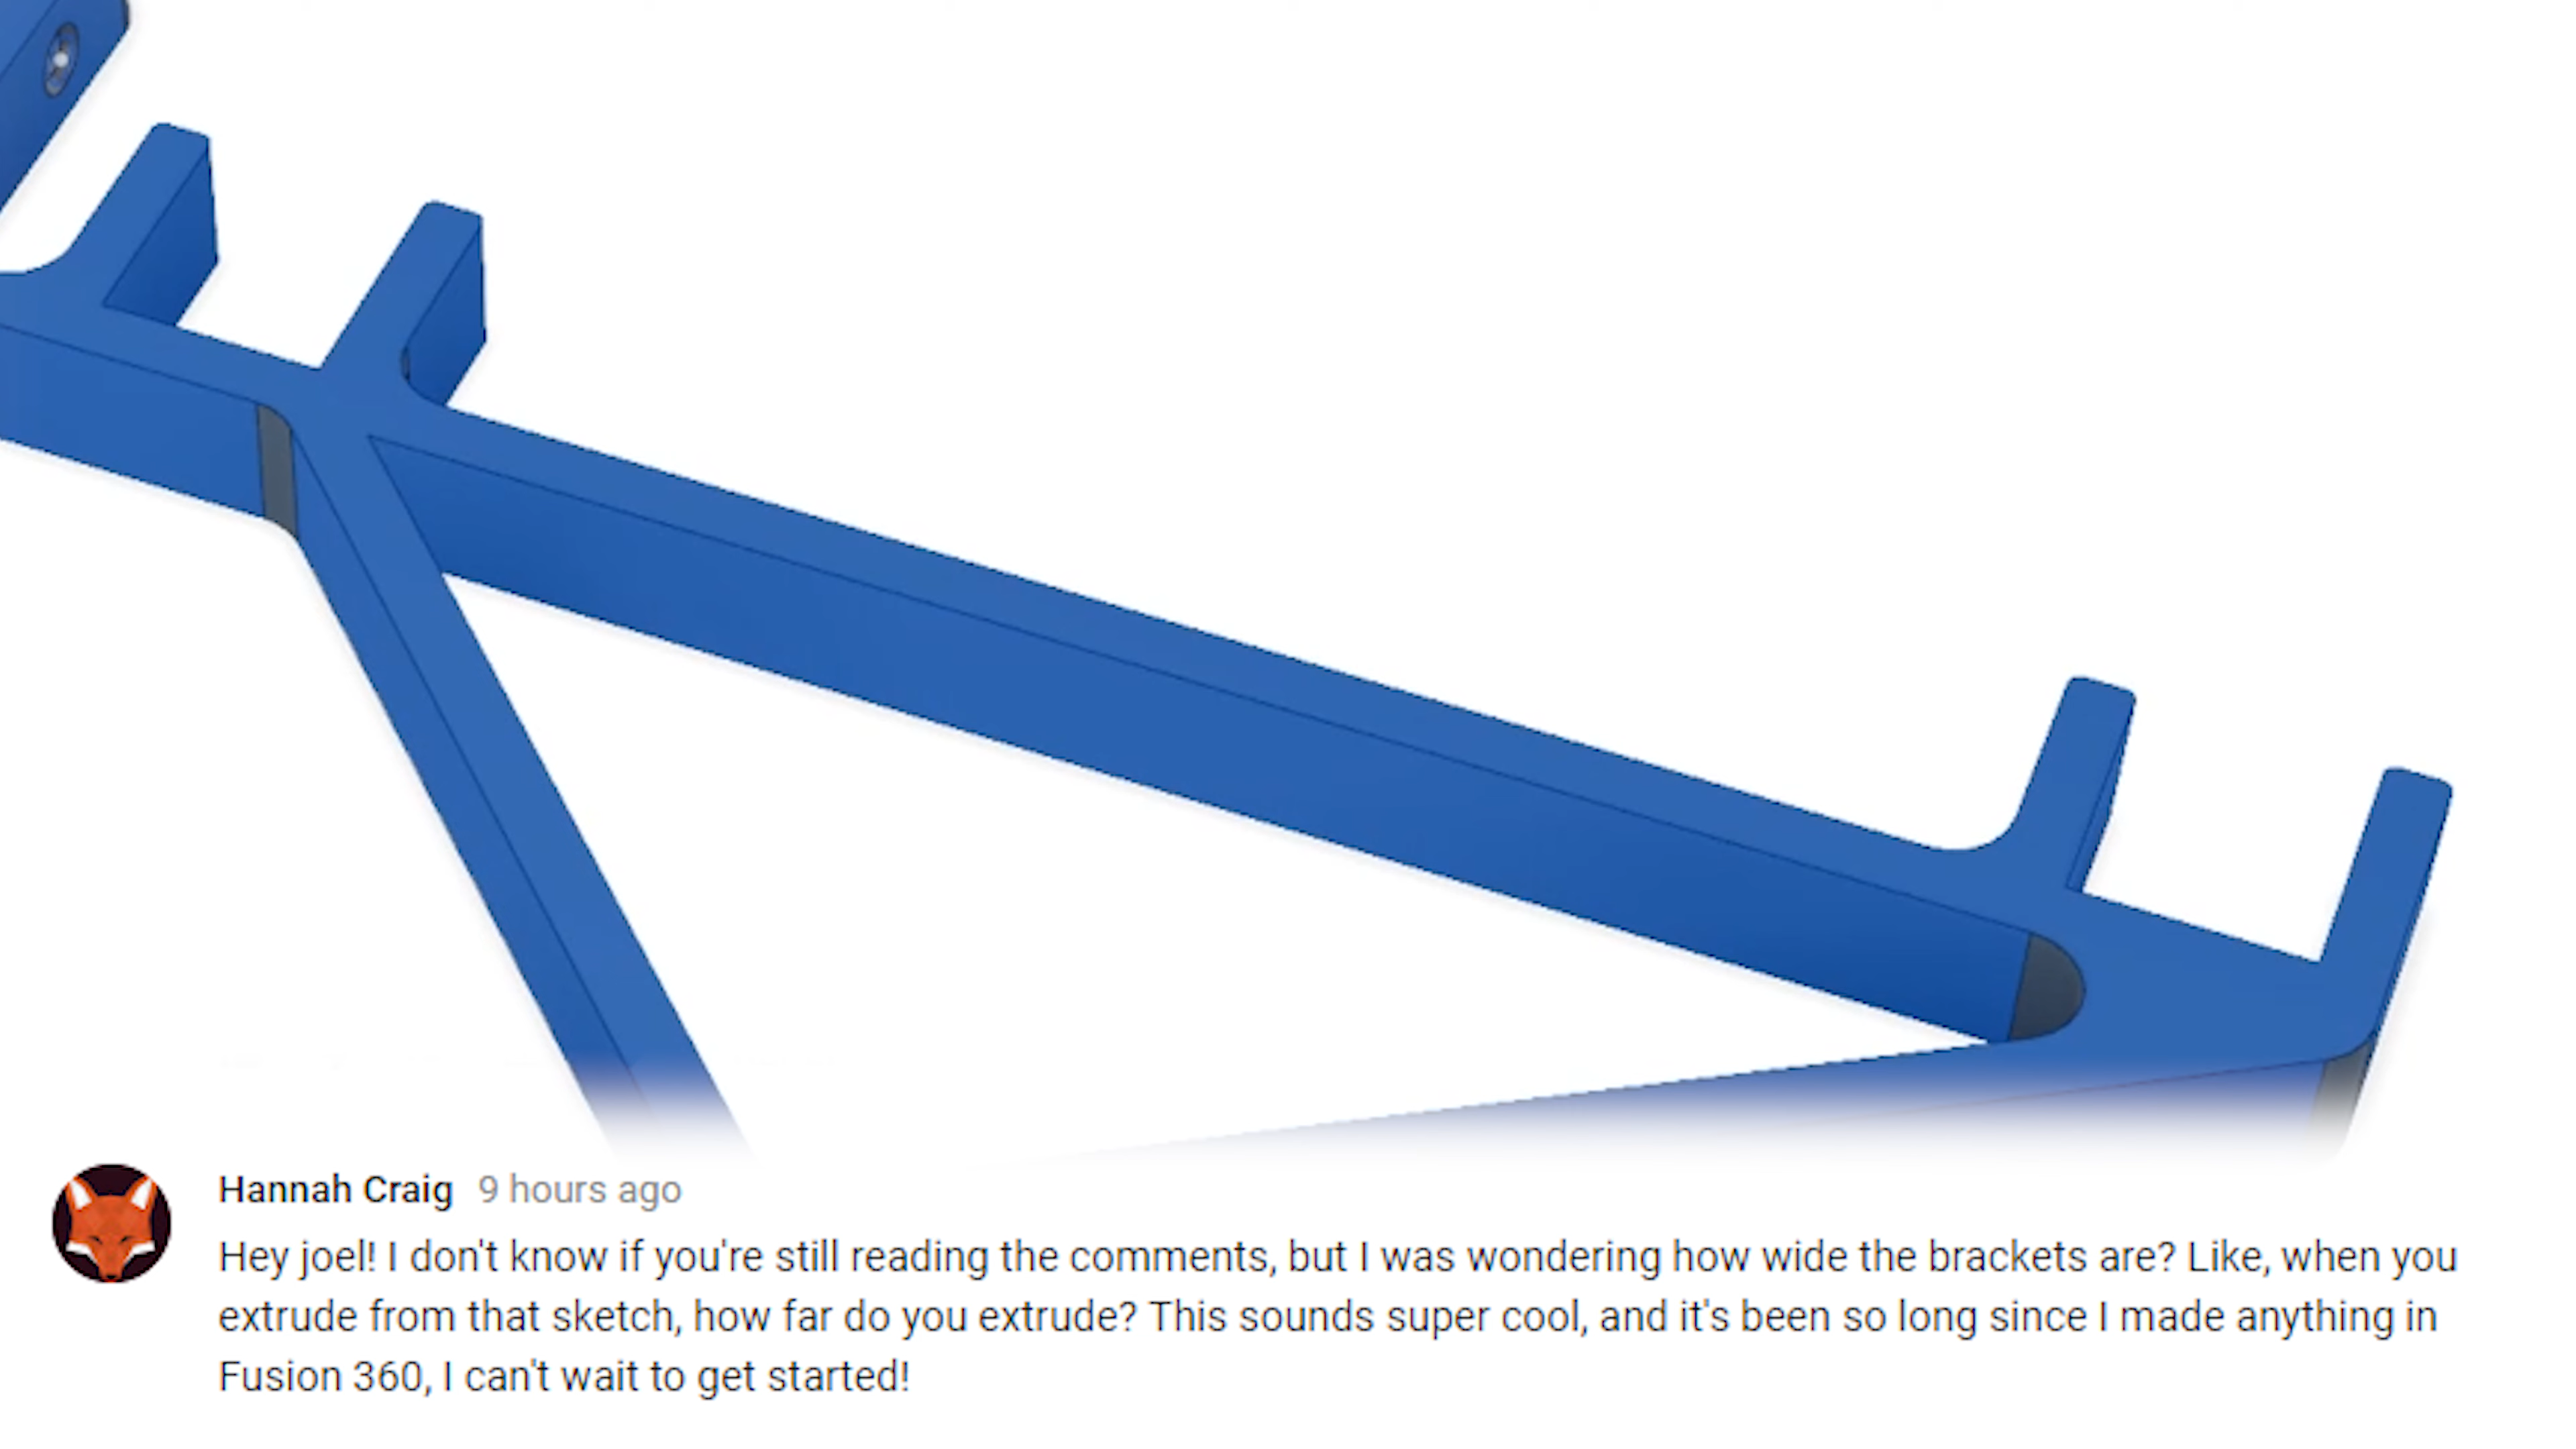 Hannah Craig 9 hours ago
Hey joel! I don't know if you're still reading the comments, but I was wondering how wide the brackets are? Like, when you
extrude from that sketch, how far do you extrude? This sounds super cool, and it's been so long since I made anything in
Fusion 360, I can't wait to get started!